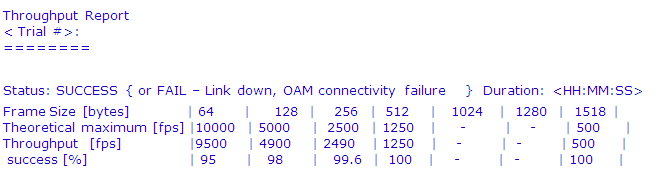 Throughput Report
< Trial #>:
========
Status: SUCCESS { or FAIL – Link down, OAM connectivity failure } Duration: <HH:MM:SS>
Frame Size [bytes] | 64 | 128 | 256 | 512 | 1024 | 1280 | 1518 |
Theoretical maximum [fps] |10000 | 5000 | 2500 | 1250 | - | - | 500 |
Throughput [fps] |9500 | 4900 | 2490 | 1250 | - | - | 500 |
success [%] | 95 | 98 | 99.6 | 100 | - | - | 100 |